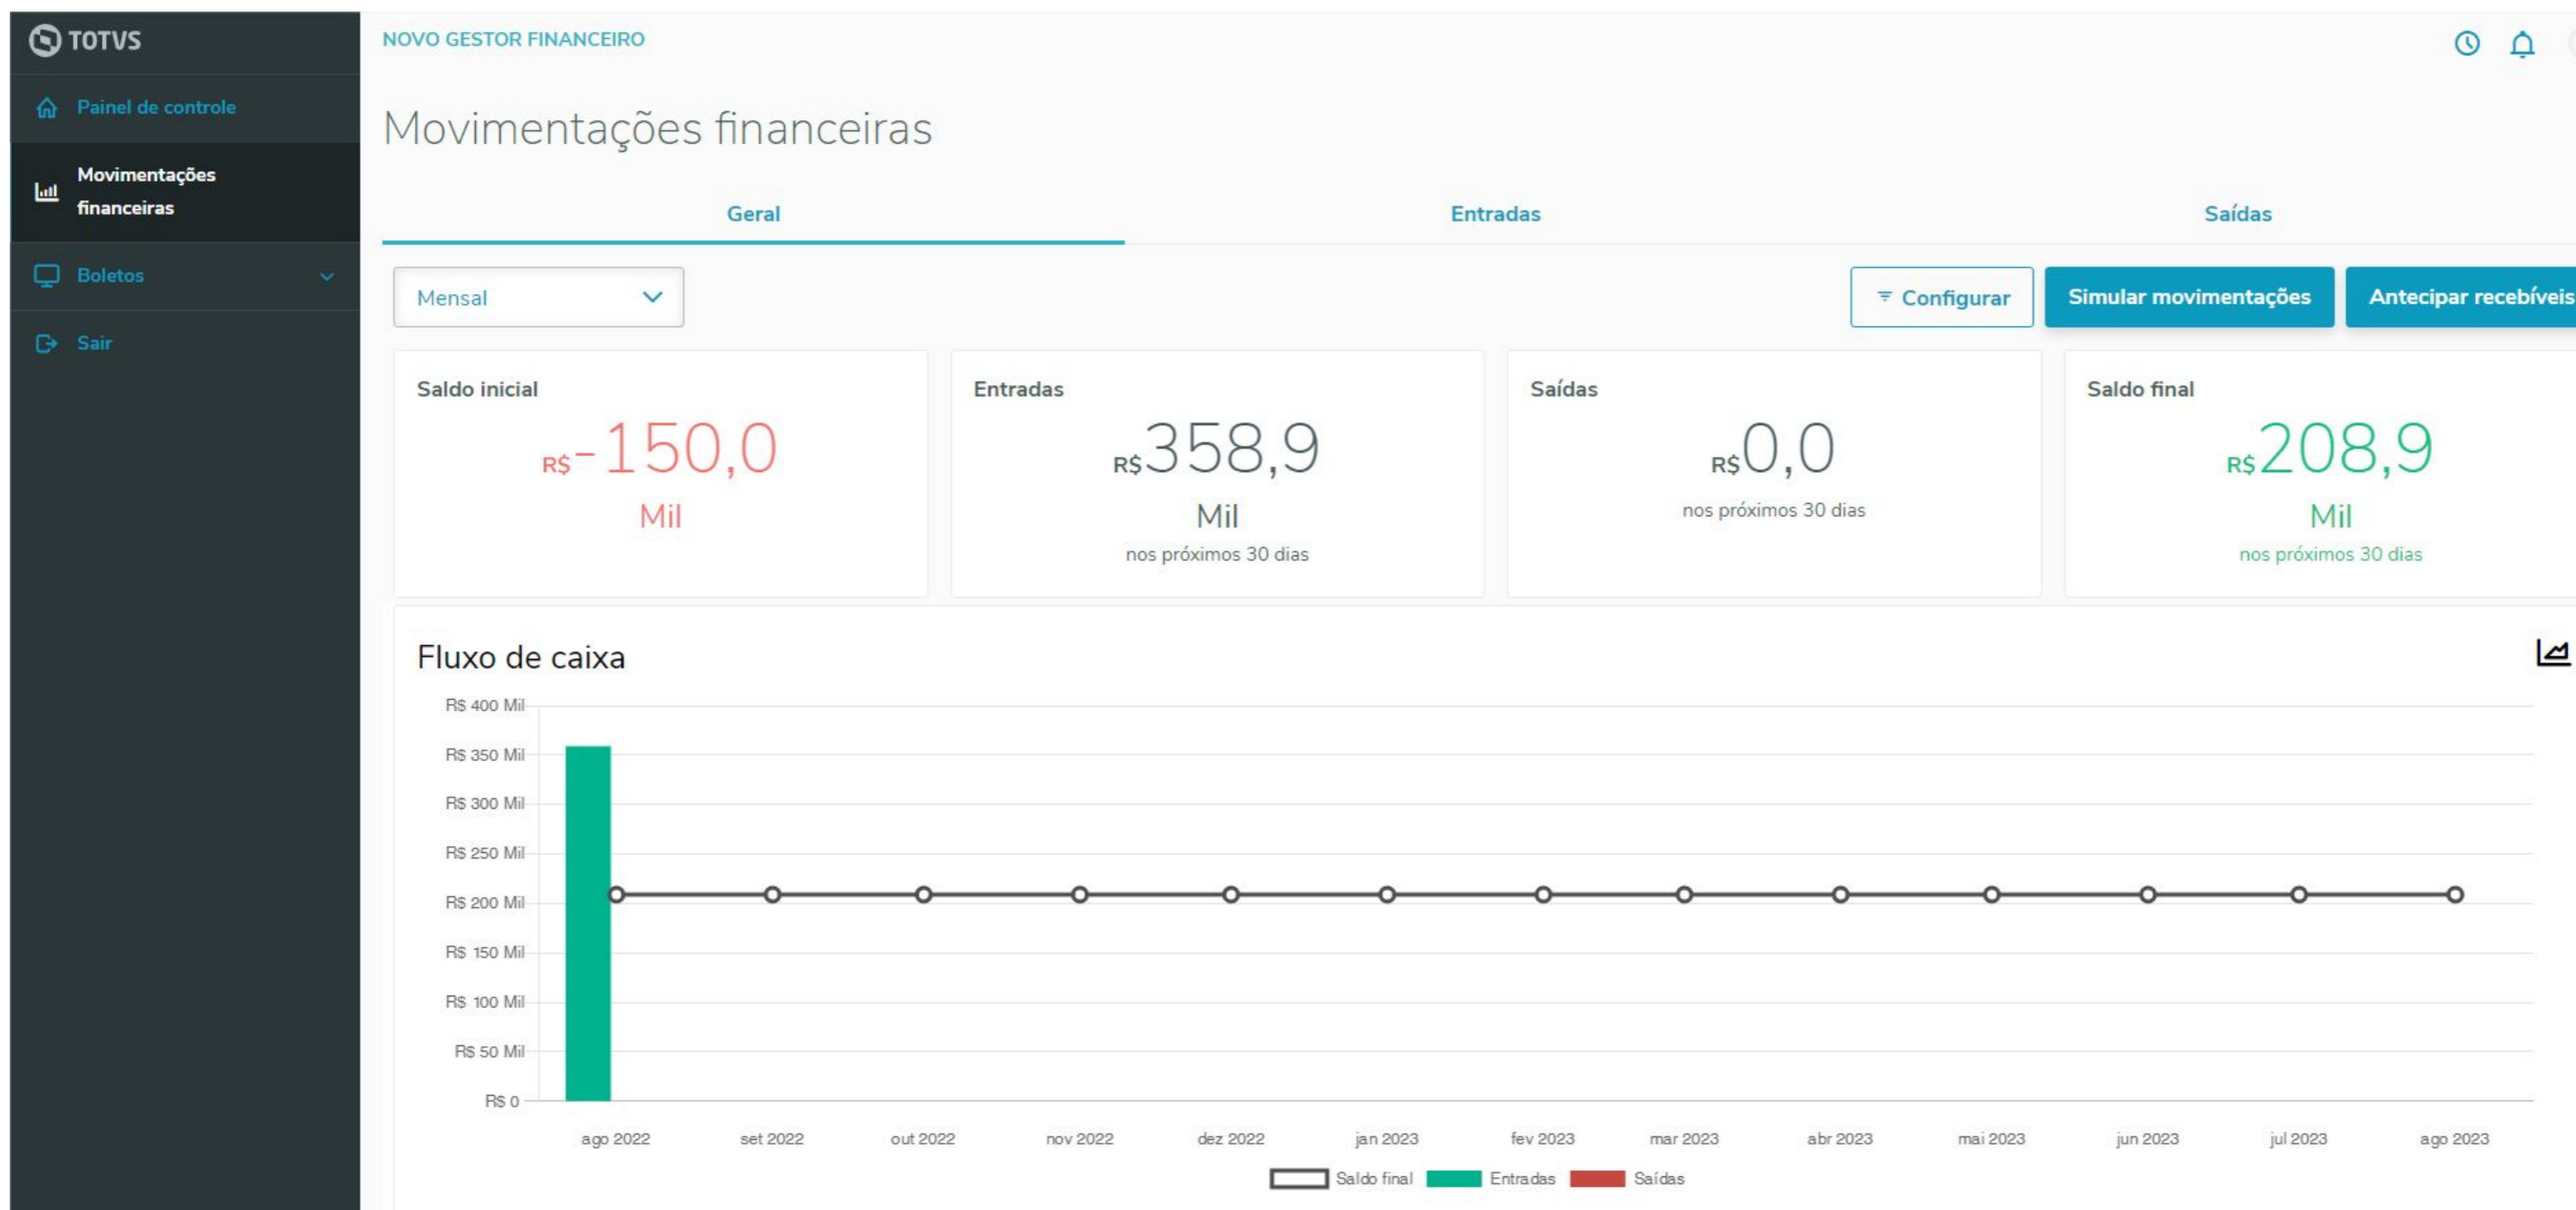 TOTVS
Painel de controle
Movimentações
financeiras
Boletos
Sair
NOVO GESTOR FINANCEIRO
Movimentações financeiras
Geral
Entradas
Saídas
Mensal
Configurar
Simular movimentações
Antecipar recebíveis
Saldo inicial
R$-150,0
Mil
Entradas
R$358,9
Mil
nos próximos 30 dias
Saídas
R$0,0
nos próximos 30 dias
Saldo final
R$208,9
Mil
nos próximos 30 dias
Fluxo de caixa
R$ 400 Mil
R$ 350 Mil
R$ 300 Mil
R$ 250 Mil
R$ 200 Mil
R$ 150 Mil
R$ 100 Mil
R$ 50 Mil
R$ 0
ago 2022 set 2022 out 2022 nov 2022 dez 2022 jan 2023 fev 2023 mar 2023 abr 2023 mai 2023 jun 2023 jul 2023 ago 2023
Saldo final Entradas Saídas